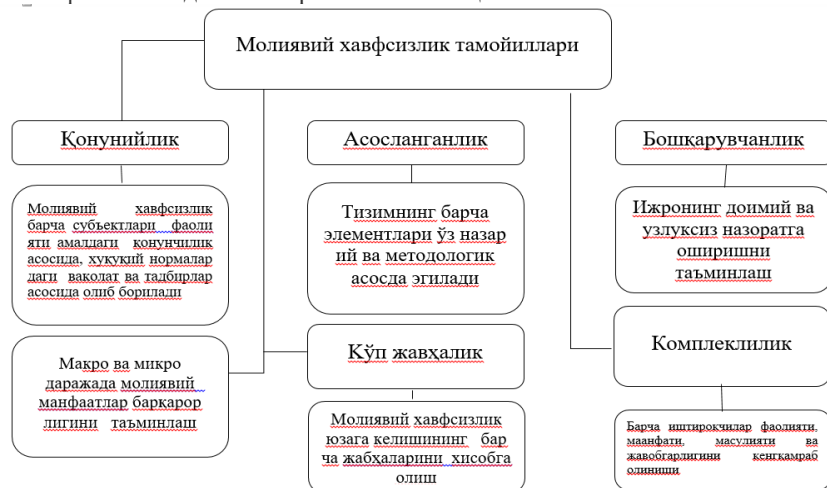 Молиявий хавфсизлик тамойиллари
Қонунийлик
Асосланганлик
Бошқарувчанлик
Молиявий хавфсизлик
барча субъектлари фаоли
яти амалдаги қонунчилик
асосида, хуқуқий нормалар
даги ваколат ва тадбирлар
асосида олиб борилади
Тизимнинг барча
элементлари ўз назар
ий ва методологик
асосда эгилади
Ижронинг доимий ва
узлуксиз назоратга
оширишни
таъминлаш
Макро ва микро
даражада молиявий
манфаатлар барқарор
лигини таъминлаш
Кўп жавҳалик
Комплеклилик
Молиявий хавфсизлик
юзага келишининг бар
ча жабҳаларини хисобга
олиш
Барча иштирокчилар фаолияти,
маанфати, масулияти ва
жавобгарлигини кенгкамраб
олиниши